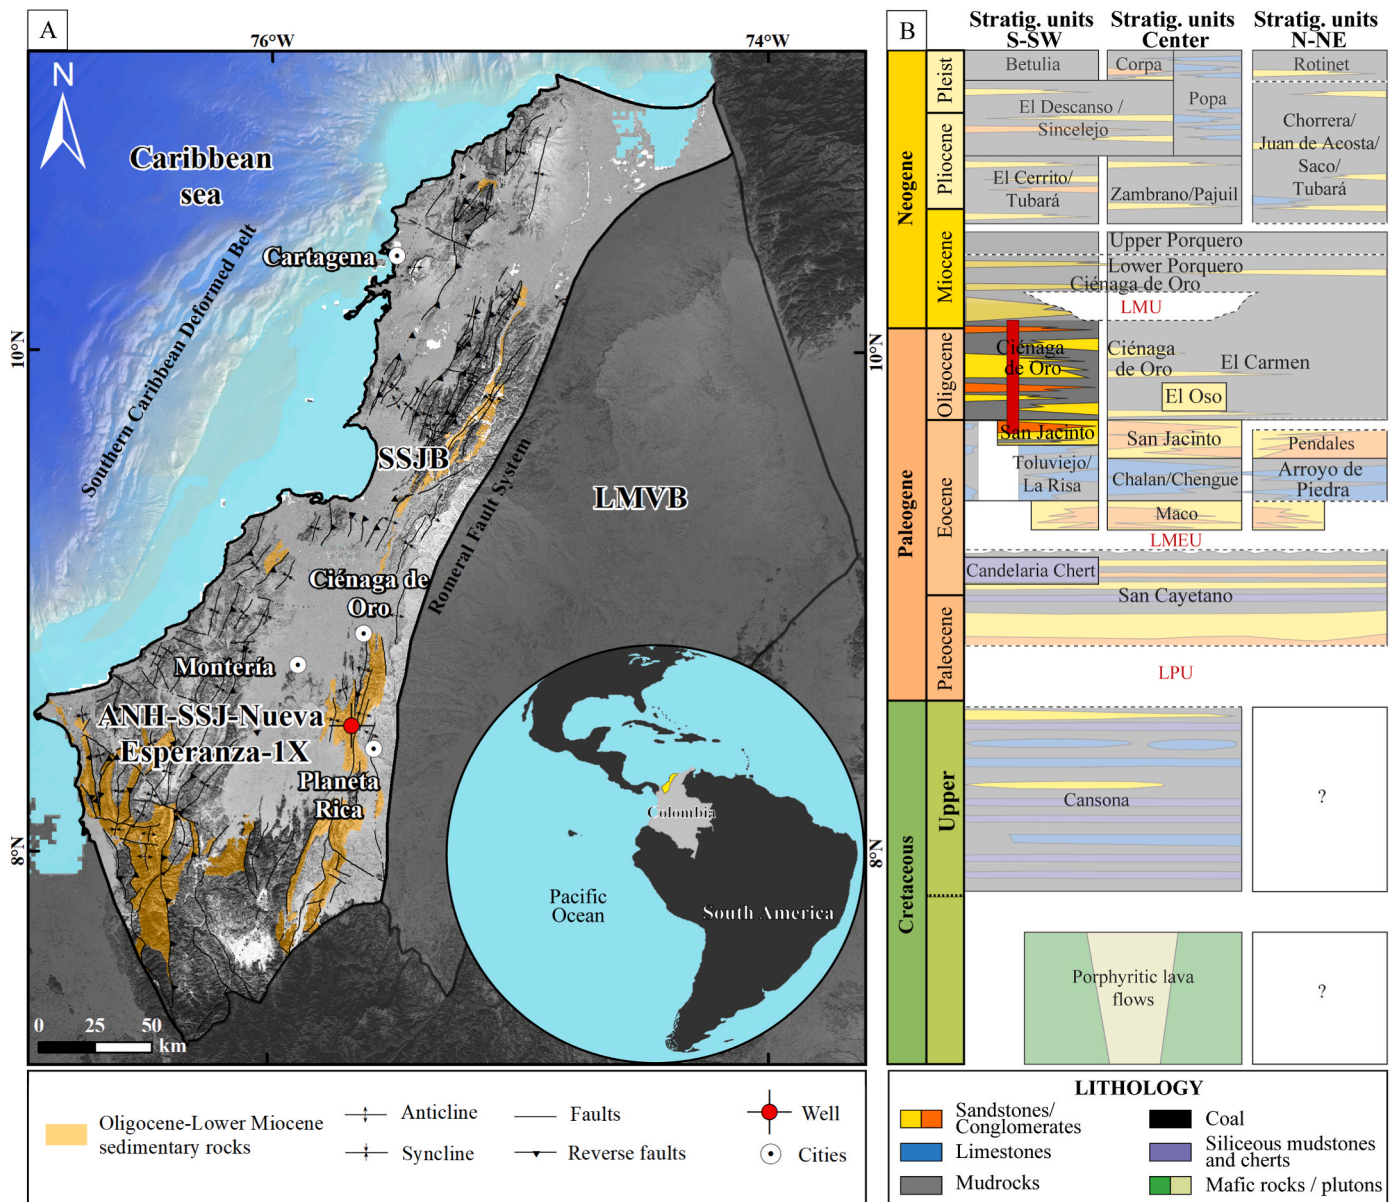 A
76°W
74°W
N
Caribbean
sea
Southern Caribbean Deformed Belt
Cartagena
10°N
10°N
SSJB
LMVB
Romeral Fault System
Ciénaga de
Oro
Montería
ANH-SSJ-Nueva
Esperanza-1X
Planeta
Rica
8°N
8°N
Colombia
Pacific
Ocean
South America
0 25 50
km
Oligocene-Lower Miocene
sedimentary rocks
Anticline
Syncline
Faults
Reverse faults
Well
Cities
B
Stratig. units
S-SW
Stratig. units
Center
Stratig. units
N-NE
Neogene
Paleogene
Cretaceous
Pleist
Pliocene
Miocene
Oligocene
Eocene
Paleocene
Upper
Betulia
Corpa
Rotinet
El Descanso /
Sincelejo
Popa
Chorrera/
Juan de Acosta/
Saco/
Tubará
El Cerrito/
Tubará
Zambrano/Pajuil
Upper Porquero
Lower Porquero
Ciénaga de Oro
LMU
Ciénaga
de Oro
Ciénaga
de Oro
El Carmen
El Oso
San Jacinto
San Jacinto
Pendales
Toluviejo/
La Risa
Chalan/Chengue
Arroyo de
Piedra
Maco
LMEU
Candelaria Chert
San Cayetano
LPU
Cansona
?
Porphyritic lava
flows
?
LITHOLOGY
Sandstones/
Conglomerates
Limestones
Mudrocks
Coal
Siliceous mudstones
and cherts
Mafic rocks / plutons